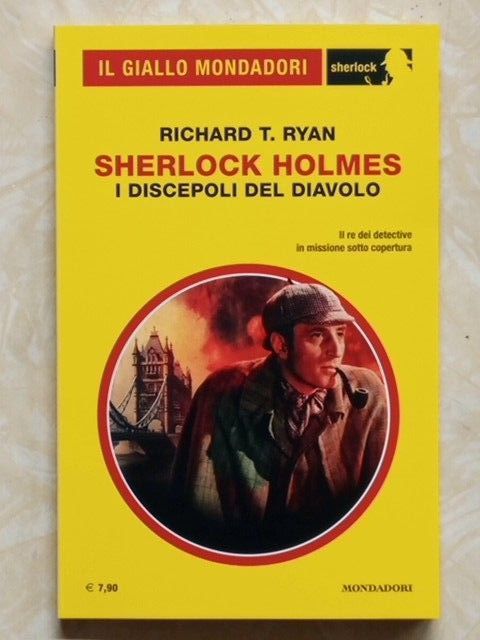 IL GIALLO MONDADORI
sherlock
RICHARD T. RYAN
SHERLOCK HOLMES
I DISCEPOLI DEL DIAVOLO
Il re dei detective
in missione sotto copertura
€ 7,90
MONDADORI